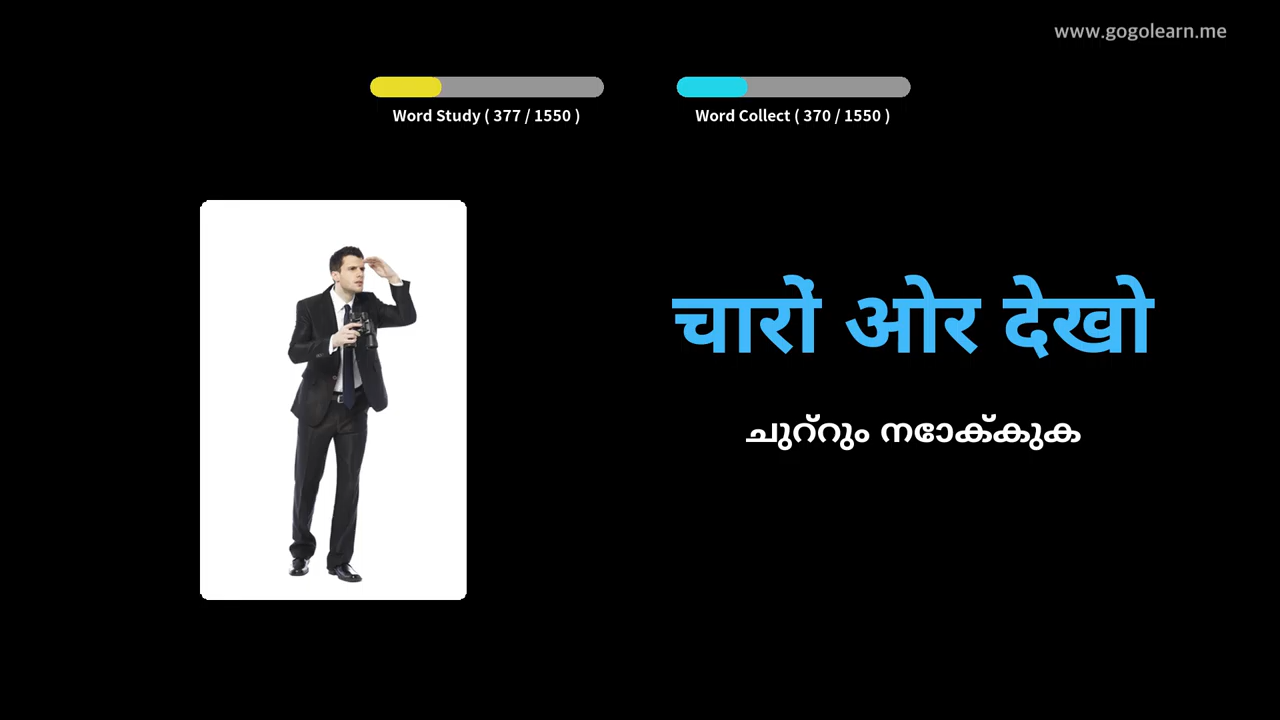 www.gogolearn.me
Word Study ( 377 / 1550 )
Word Collect ( 370 / 1550 )
चारों ओर देखो
ചുറ്റും നോക്കുക